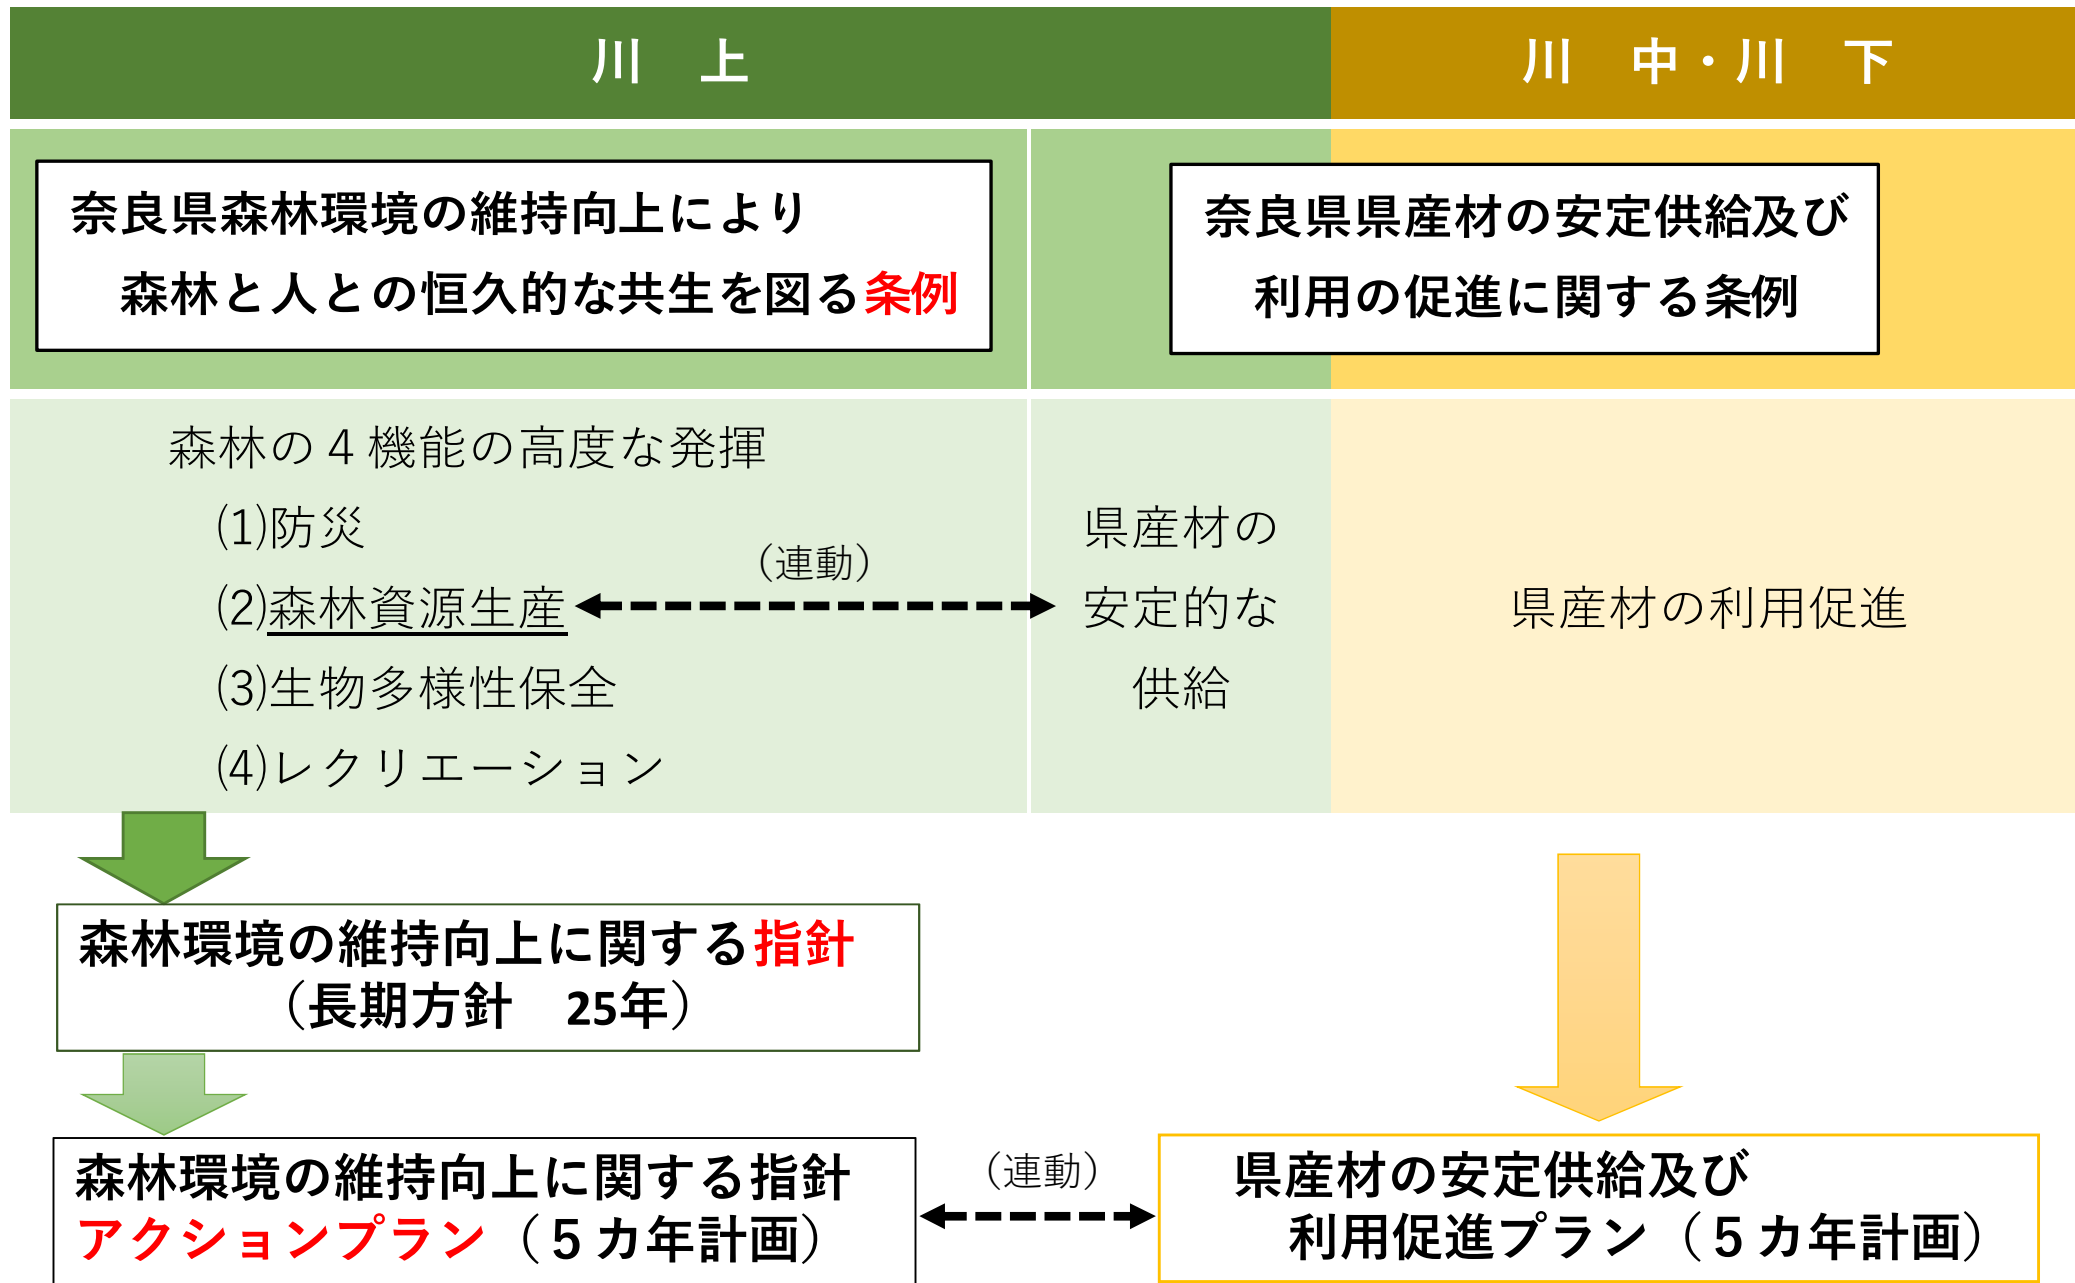 川　上
川　中・川　下
奈良県森林環境の維持向上により
森林と人との恒久的な共生を図る条例
奈良県県産材の安定供給及び
利用の促進に関する条例
森林の４機能の高度な発揮
⑴防災
⑵森林資源生産
⑶生物多様性保全
⑷レクリエーション
（連動）
県産材の
安定的な
供給
県産材の利用促進
森林環境の維持向上に関する指針
（長期方針　25年）
森林環境の維持向上に関する指針
アクションプラン（５カ年計画）
（連動）
県産材の安定供給及び
利用促進プラン（５カ年計画）